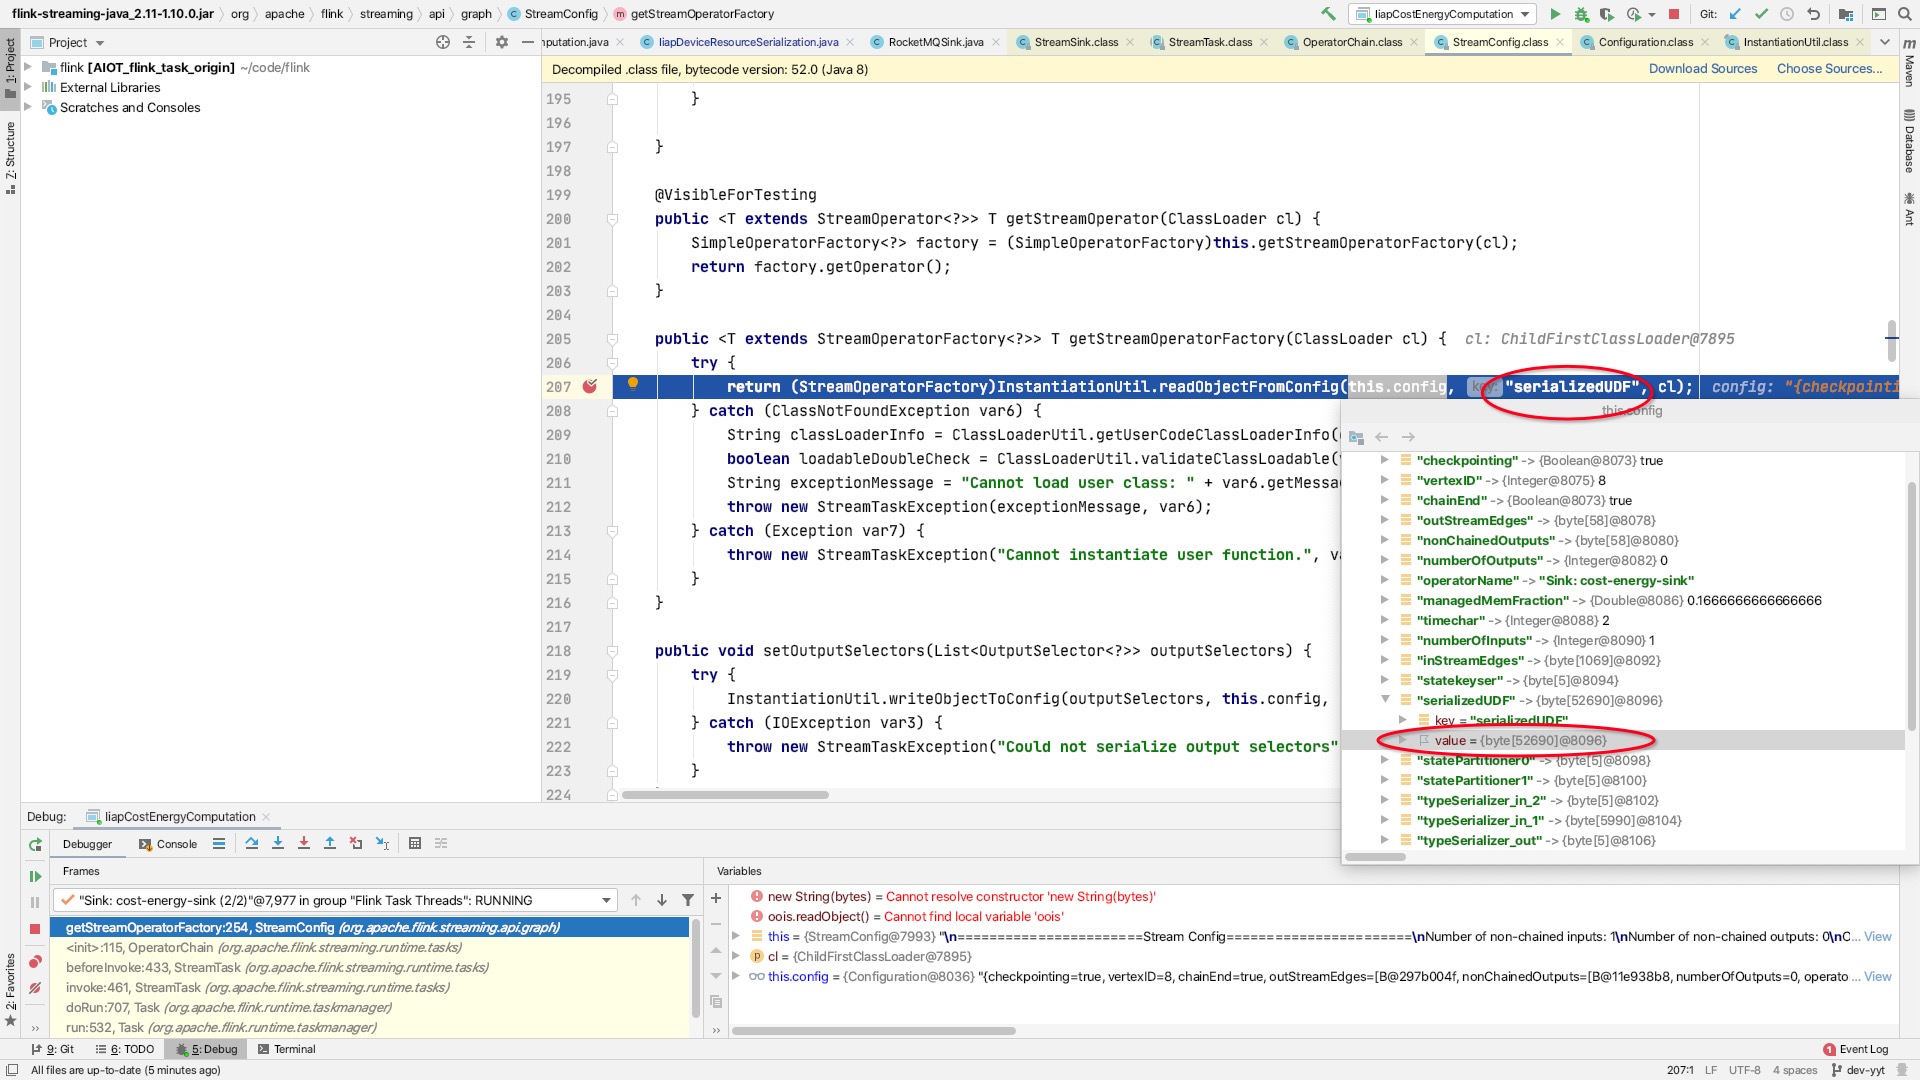 flink-streaming-java_2.11-1.10.0.jar › org › apache › flink › streaming › api › graph › StreamConfig › getStreamOperatorFactory
IiapCostEnergyComputation
Git:
Project
nputation.java
IiapDeviceResourceSerialization.java
RocketMQSink.java
StreamSink.class
StreamTask.class
OperatorChain.class
StreamConfig.class
Configuration.class
InstantiationUtil.class
1: Project
7: Structure
2: Favorites
Maven
Database
Ant
flink [AIOT_flink_task_origin] ~/code/flink
External Libraries
Scratches and Consoles
Decompiled .class file, bytecode version: 52.0 (Java 8)
Download Sources
Choose Sources...
195 }
196
197 }
198
199 @VisibleForTesting
200 public <T extends StreamOperator<?>> T getStreamOperator(ClassLoader cl) {
201 SimpleOperatorFactory<?> factory = (SimpleOperatorFactory)this.getStreamOperatorFactory(cl);
202 return factory.getOperator();
203 }
204
205 public <T extends StreamOperatorFactory<?>> T getStreamOperatorFactory(ClassLoader cl) { cl: ChildFirstClassLoader@7895
206 try {
207 return (StreamOperatorFactory)InstantiationUtil.readObjectFromConfig(this.config, key: "serializedUDF", cl); config: "{checkpointi
208 } catch (ClassNotFoundException var6) {
209 String classLoaderInfo = ClassLoaderUtil.getUserCodeClassLoaderInfo(
210 boolean loadableDoubleCheck = ClassLoaderUtil.validateClassLoadable(
211 String exceptionMessage = "Cannot load user class: " + var6.getMessa
212 throw new StreamTaskException(exceptionMessage, var6);
213 } catch (Exception var7) {
214 throw new StreamTaskException("Cannot instantiate user function.", va
215 }
216 }
217
218 public void setOutputSelectors(List<OutputSelector<?>> outputSelectors) {
219 try {
220 InstantiationUtil.writeObjectToConfig(outputSelectors, this.config,
221 } catch (IOException var3) {
222 throw new StreamTaskException("Could not serialize output selectors"
223 }
224
this.config
"checkpointing" -> {Boolean@8073} true
"vertexID" -> {Integer@8075} 8
"chainEnd" -> {Boolean@8073} true
"outStreamEdges" -> {byte[58]@8078}
"nonChainedOutputs" -> {byte[58]@8080}
"numberOfOutputs" -> {Integer@8082} 0
"operatorName" -> "Sink: cost-energy-sink"
"managedMemFraction" -> {Double@8086} 0.1666666666666666
"timechar" -> {Integer@8088} 2
"numberOfInputs" -> {Integer@8090} 1
"inStreamEdges" -> {byte[1069]@8092}
"statekeyser" -> {byte[5]@8094}
"serializedUDF" -> {byte[52690]@8096}
key = "serializedUDF"
value = {byte[52690]@8096}
"statePartitioner0" -> {byte[5]@8098}
"statePartitioner1" -> {byte[5]@8100}
"typeSerializer_in_2" -> {byte[5]@8102}
"typeSerializer_in_1" -> {byte[5990]@8104}
"typeSerializer_out" -> {byte[5]@8106}
Debug: IiapCostEnergyComputation
Debugger
Console
Frames
Variables
"Sink: cost-energy-sink (2/2)"@7,977 in group "Flink Task Threads": RUNNING
getStreamOperatorFactory:254, StreamConfig (org.apache.flink.streaming.api.graph)
<init>:115, OperatorChain (org.apache.flink.streaming.runtime.tasks)
beforeInvoke:433, StreamTask (org.apache.flink.streaming.runtime.tasks)
invoke:461, StreamTask (org.apache.flink.streaming.runtime.tasks)
doRun:707, Task (org.apache.flink.runtime.taskmanager)
run:532, Task (org.apache.flink.runtime.taskmanager)
new String(bytes) = Cannot resolve constructor 'new String(bytes)'
oois.readObject() = Cannot find local variable 'oois'
this = {StreamConfig@7993} "\n=======================Stream Config=======================\nNumber of non-chained inputs: 1\nNumber of non-chained outputs: 0\nO... View
cl = {ChildFirstClassLoader@7895}
this.config = {Configuration@8036} "{checkpointing=true, vertexID=8, chainEnd=true, outStreamEdges=[B@297b004f, nonChainedOutputs=[B@11e938b8, numberOfOutputs=0, operato... View
9: Git
6: TODO
5: Debug
Terminal
1 Event Log
All files are up-to-date (5 minutes ago)
207:1 LF UTF-8 4 spaces dev-yyt